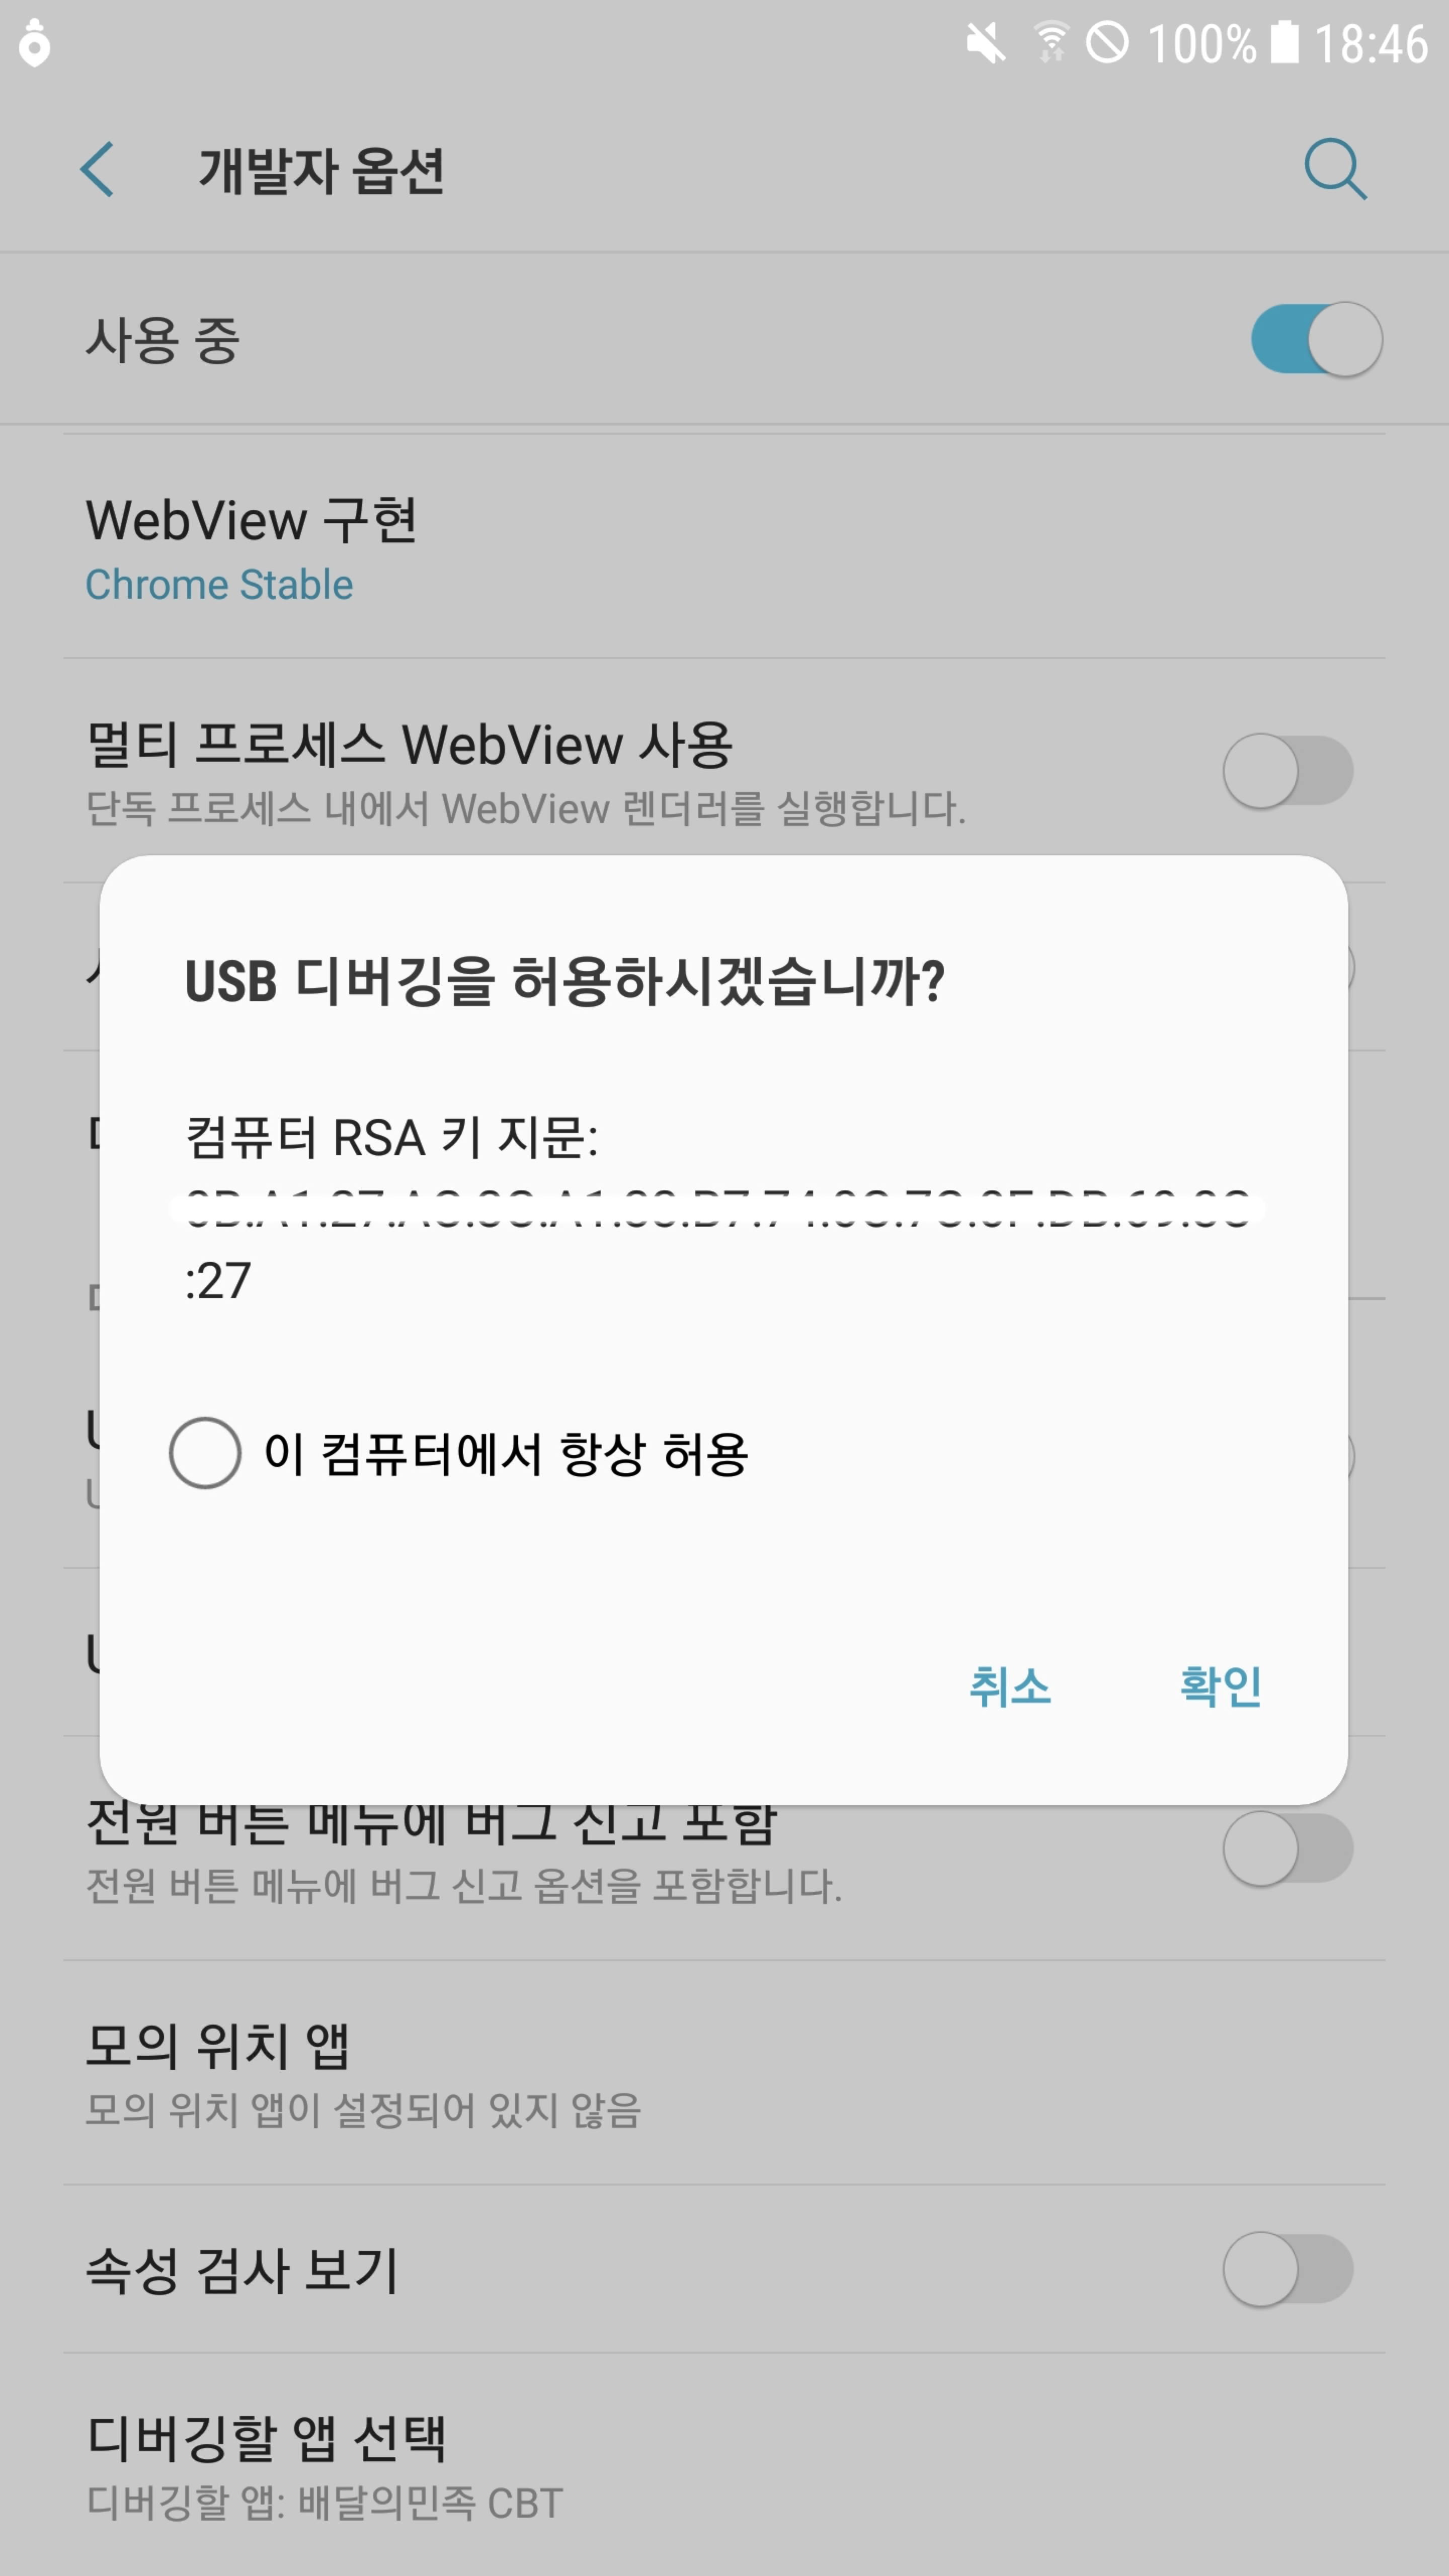 100% 18:46
개발자 옵션
사용 중
WebView 구현
Chrome Stable
멀티 프로세스 WebView 사용
단독 프로세스 내에서 WebView 렌더러를 실행합니다.
USB 디버깅을 허용하시겠습니까?
컴퓨터 RSA 키 지문:
:27
이 컴퓨터에서 항상 허용
취소 확인
전원 버튼 메뉴에 버그 신고 포함
전원 버튼 메뉴에 버그 신고 옵션을 포함합니다.
모의 위치 앱
모의 위치 앱이 설정되어 있지 않음
속성 검사 보기
디버깅할 앱 선택
디버깅할 앱: 배달의민족 CBT